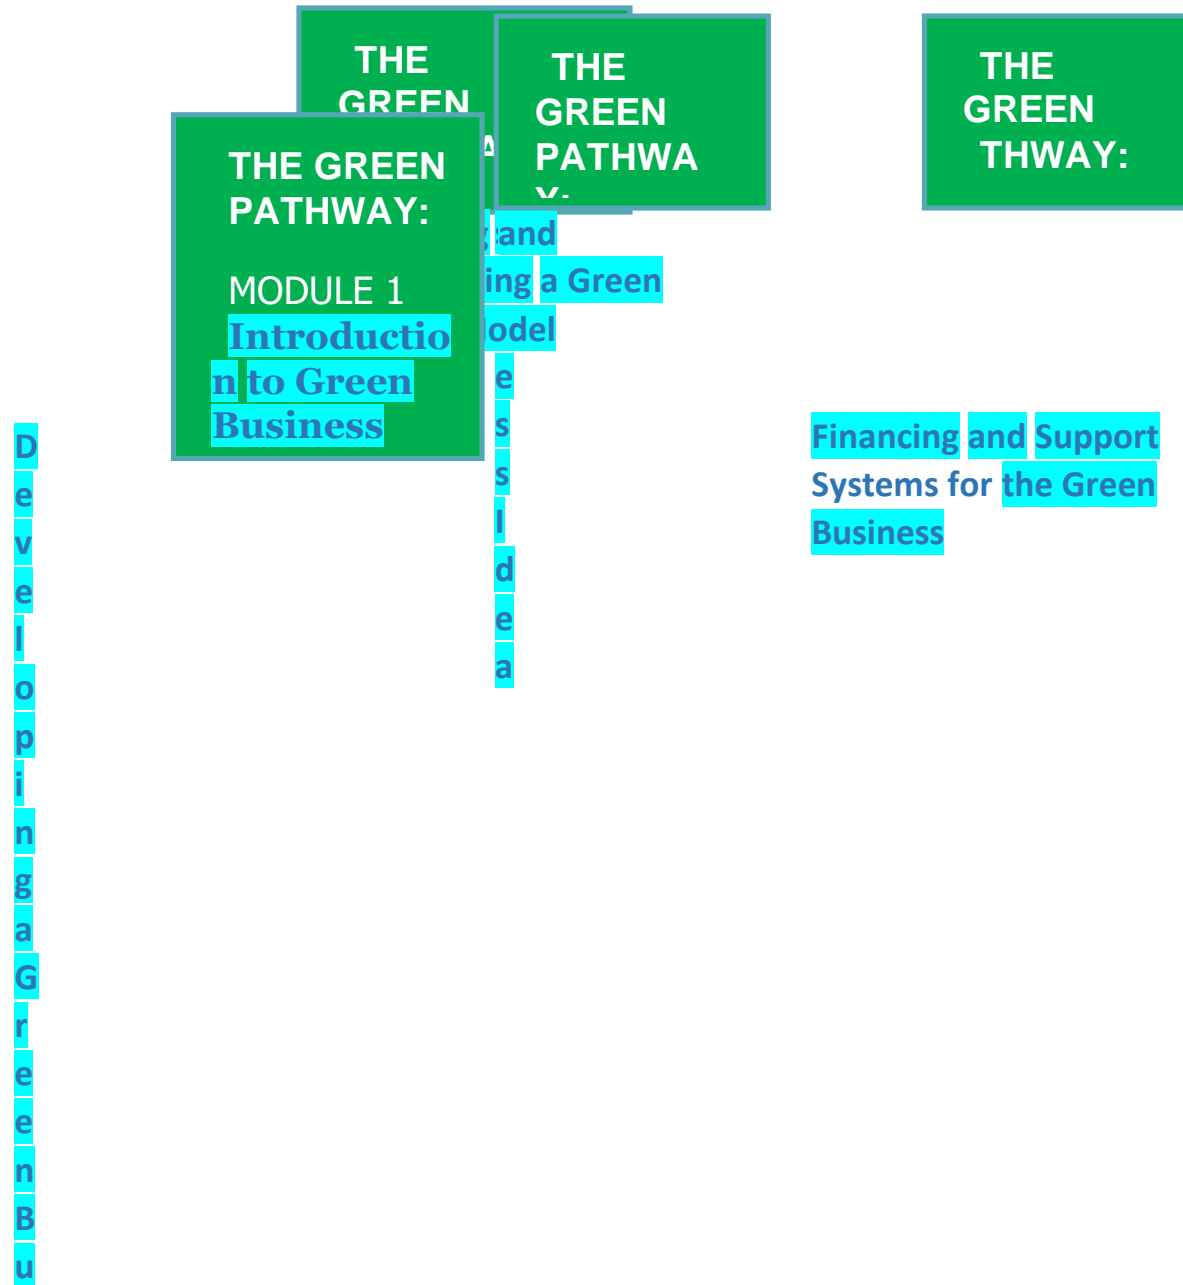 THE
GREEN
THE
GREEN
PATHWA
Y:
THE
GREEN
THWAY:
THE GREEN
PATHWAY:
MODULE 1
Introductio
n to Green
Business
and
ing a Green
odel
e
s
s
I
d
e
a
Financing and Support
Systems for the Green
Business
D
e
v
e
l
o
p
i
n
g
a
G
r
e
e
n
B
u